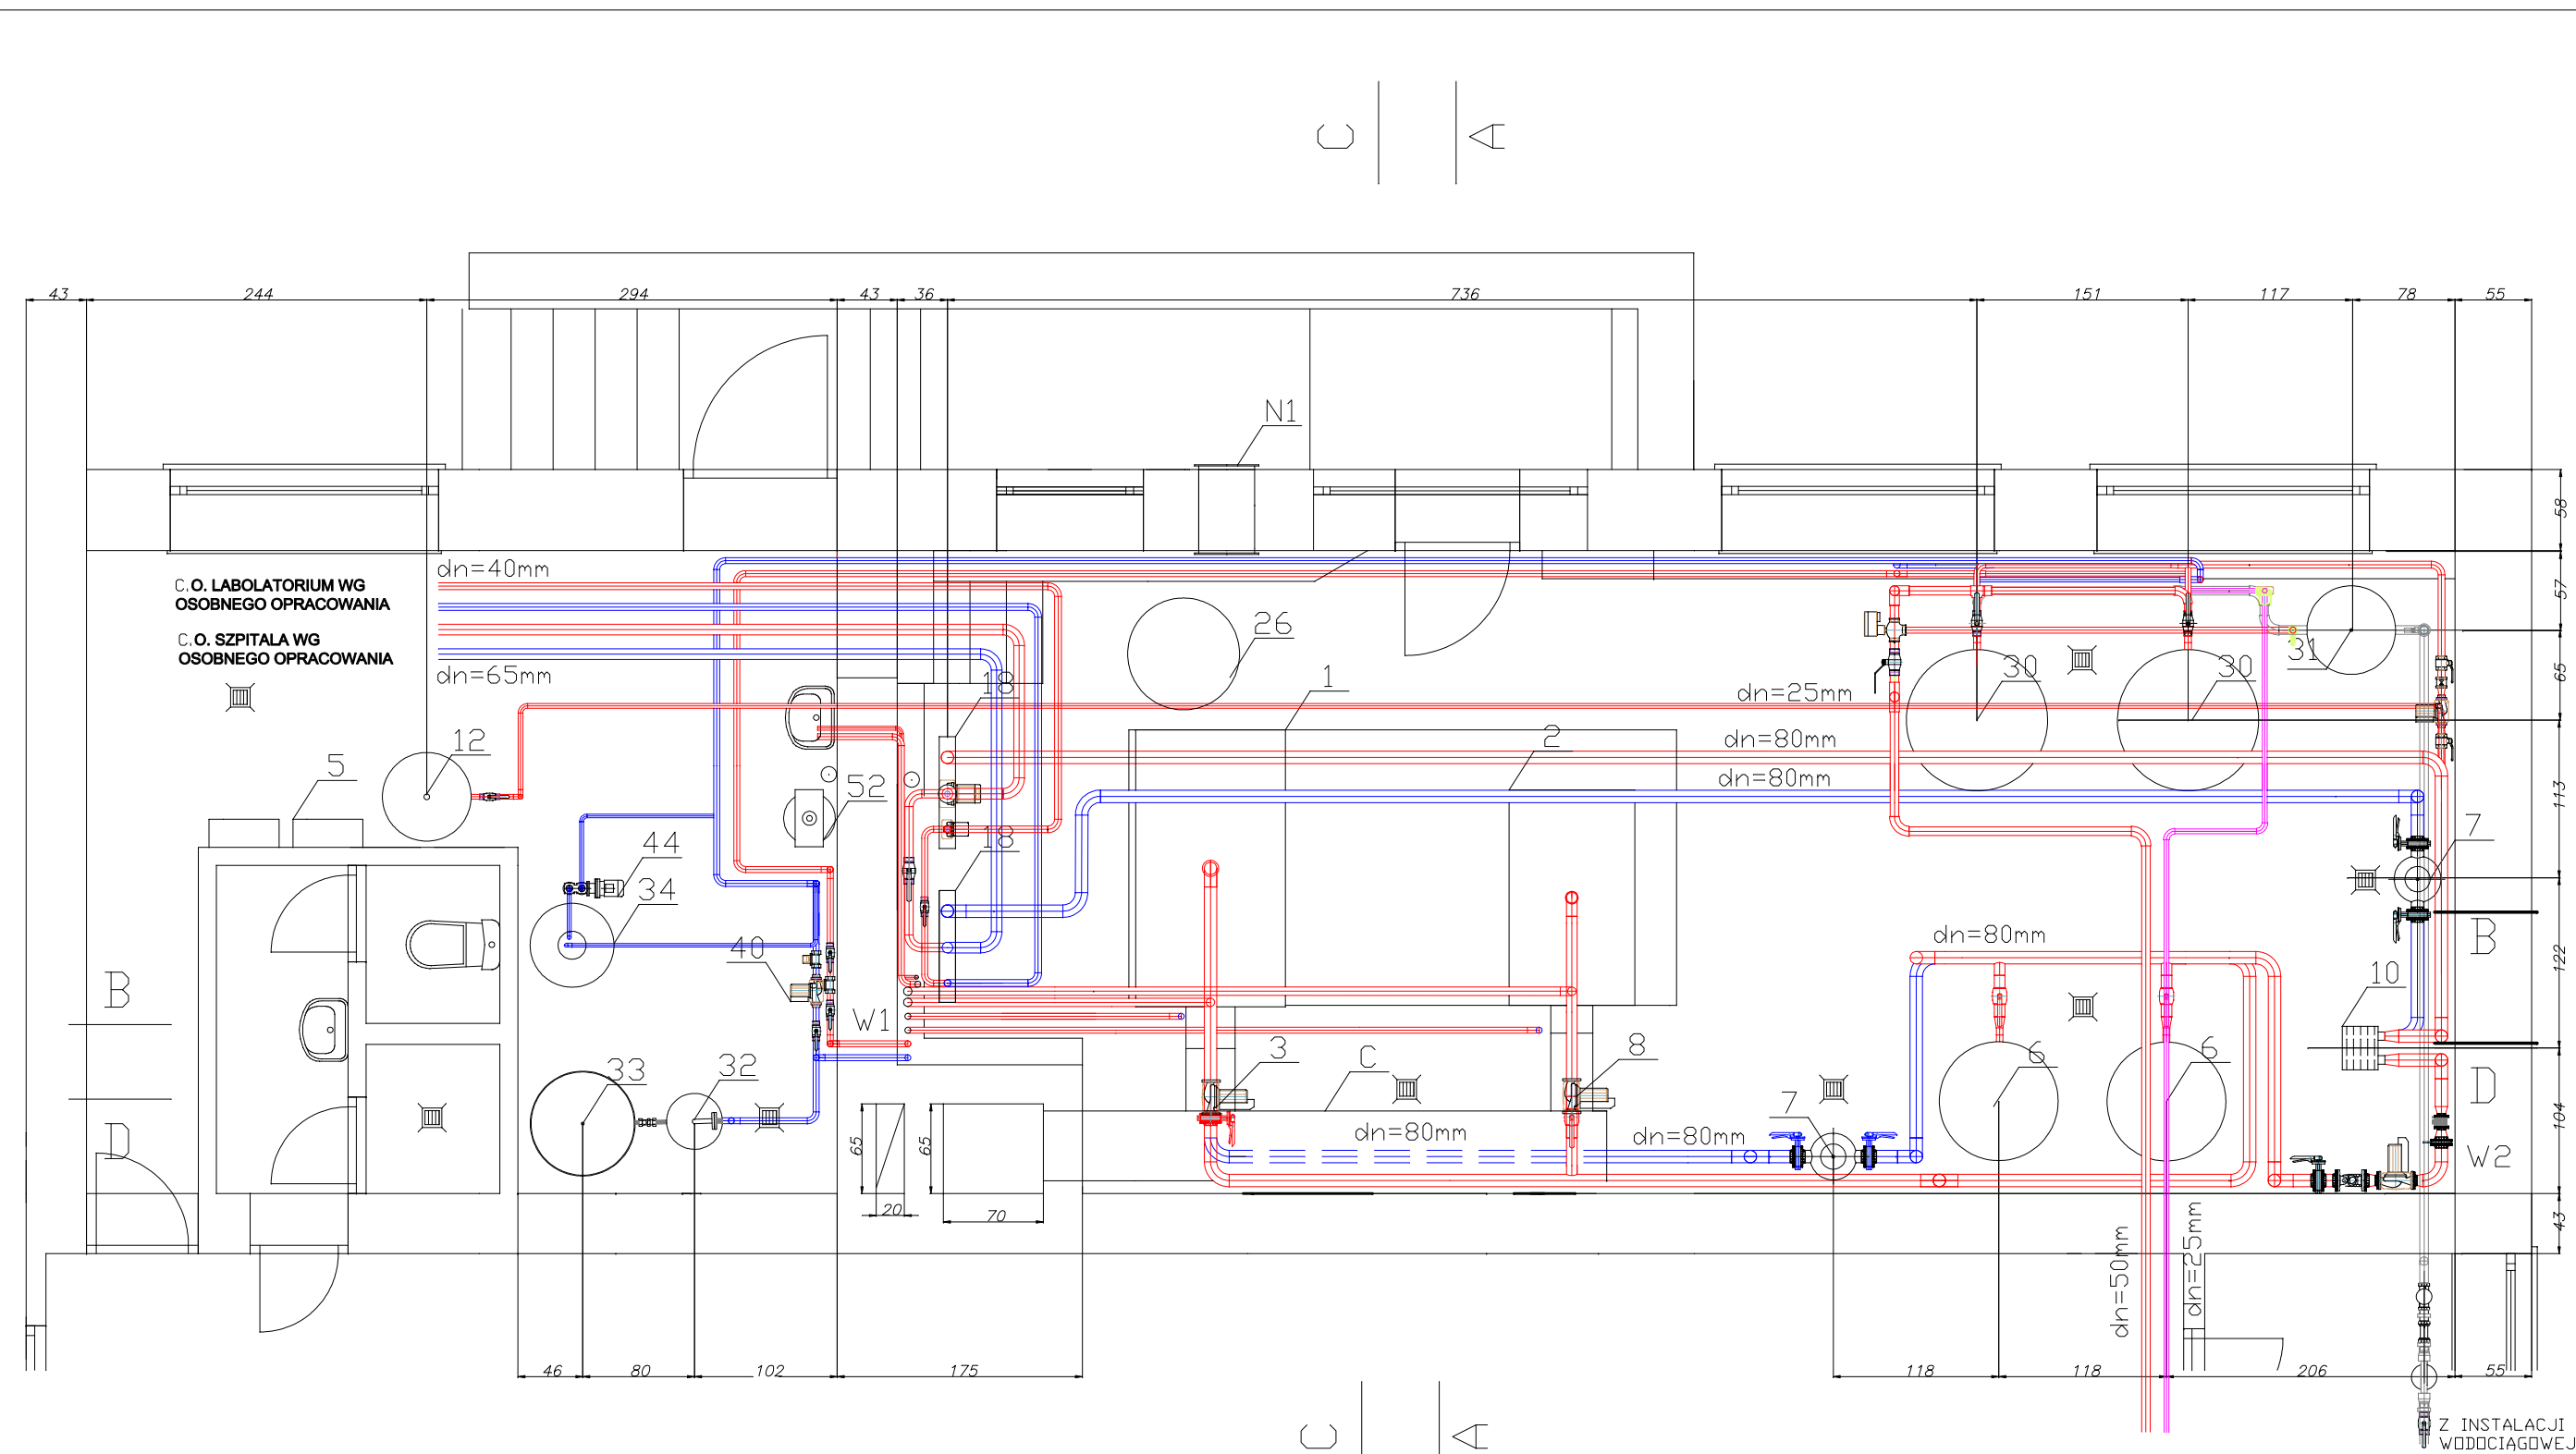 C
A
43
244
294
43
36
736
151
117
78
55
N1
58
dn=40mm
C.O. LABOLATORIUM WG
OSOBNEGO OPRACOWANIA
57
26
C.O. SZPITALA WG
OSOBNEGO OPRACOWANIA
dn=65mm
18
1
30
30
31
65
dn=25mm
12
2
dn=80mm
5
52
dn=80mm
113
18
7
44
34
40
dn=80mm
B
B
122
10
W1
33
32
3
C
8
6
6
D
D
104
7
65
65
dn=80mm
dn=80mm
W2
20
70
43
dn=50mm
dn=25mm
46
80
102
175
118
118
206
55
C
A
Z INSTALACJI
WODOCIĄGOWEJ